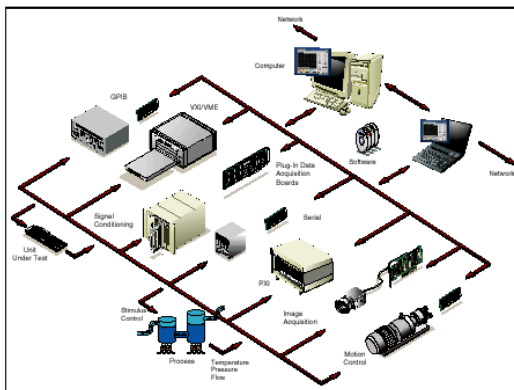 Network
Computer
GPIB
VXI/VME
Software
Plug-In Data
Acquisition
Boards
Network
Signal
Conditioning
Serial
Unit
Under Test
PXI
Image
Acquisition
Stimulus
Control
Process
Temperature
Pressure
Flow
Motion
Control